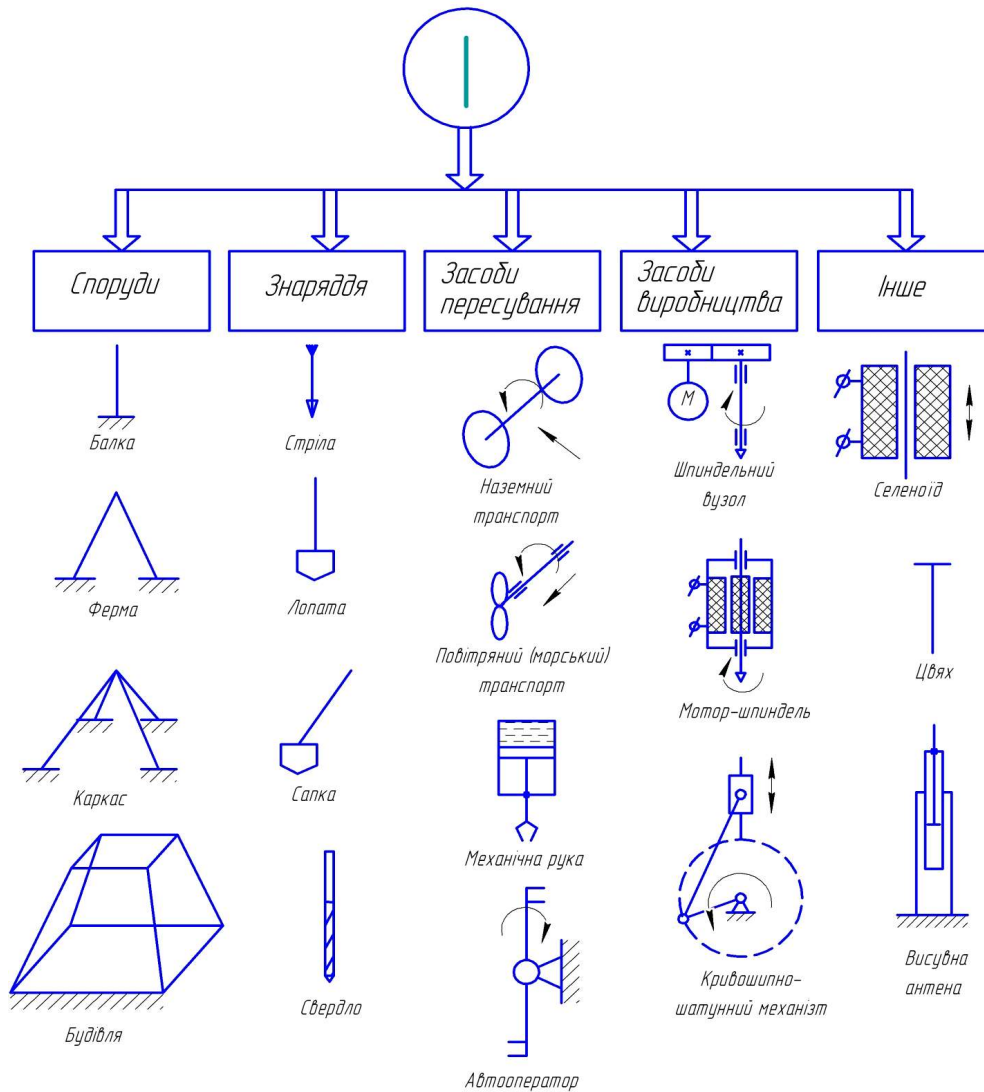 Споруди
Знаряддя
Засоби
пересування
Засоби
виробництва
Інше
Балка
Ферма
Каркас
Будівля
Стріла
Лопата
Сапка
Свердло
Наземний
транспорт
Повітряний (морський)
транспорт
Механічна рука
Автооператор
М
Шпиндельний
вузол
Мотор-шпиндель
Кривошипно-
шатунний механізт
Селеноїд
Цвях
Висувна
антена